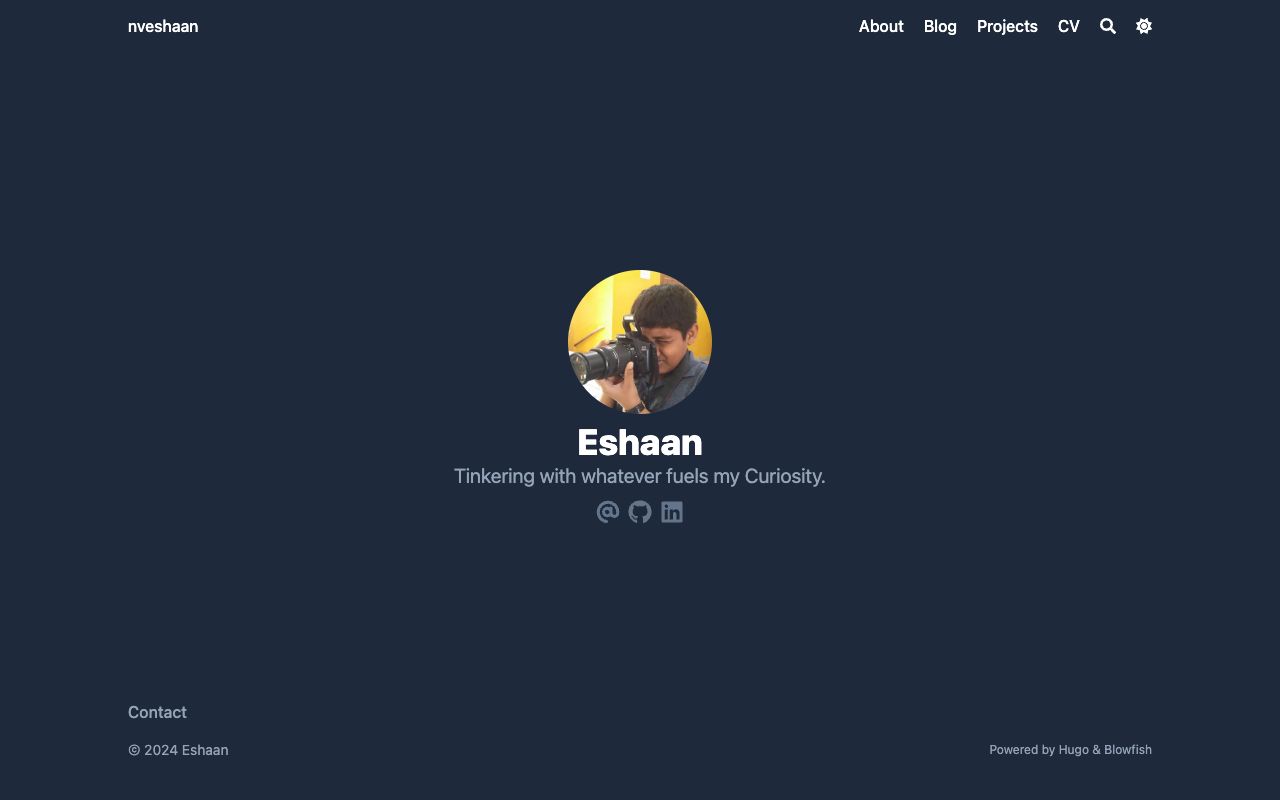 nveshaan
About Blog Projects CV
Eshaan
Tinkering with whatever fuels my Curiosity.
Contact
© 2024 Eshaan
Powered by Hugo & Blowfish